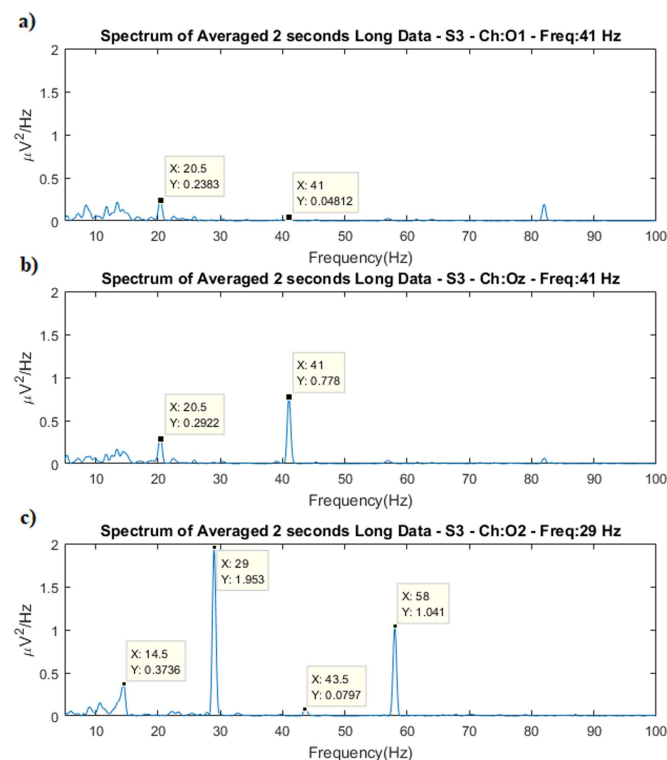 a)
Spectrum of Averaged 2 seconds Long Data - S3 - Ch:O1 - Freq:41 Hz
2
1.5
1
0.5
0
µV²/Hz
X: 20.5
Y: 0.2383
X: 41
Y: 0.04812
10 20 30 40 50 60 70 80 90 100
Frequency(Hz)
b)
Spectrum of Averaged 2 seconds Long Data - S3 - Ch:Oz - Freq:41 Hz
2
1.5
1
0.5
0
µV²/Hz
X: 41
Y: 0.778
X: 20.5
Y: 0.2922
10 20 30 40 50 60 70 80 90 100
Frequency(Hz)
c)
Spectrum of Averaged 2 seconds Long Data - S3 - Ch:O2 - Freq:29 Hz
2
1.5
1
0.5
0
µV²/Hz
X: 29
Y: 1.953
X: 58
Y: 1.041
X: 14.5
Y: 0.3736
X: 43.5
Y: 0.0797
10 20 30 40 50 60 70 80 90 100
Frequency(Hz)